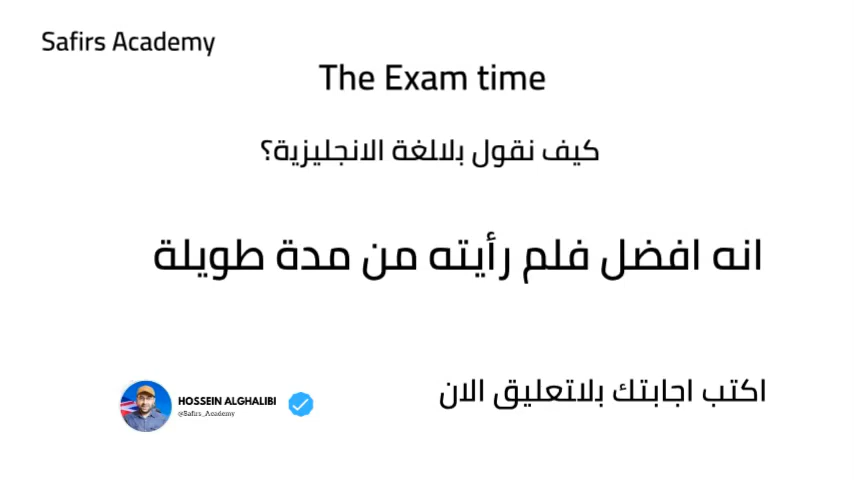 Safirs Academy
The Exam time
كيف نقول بلاللغة الانجليزية؟
انه افضل فلم رأيته من مدة طويلة
اكتب اجابتك بلاتعليق الان
HOSSEIN ALGHALIBI
@Safirs_Academy